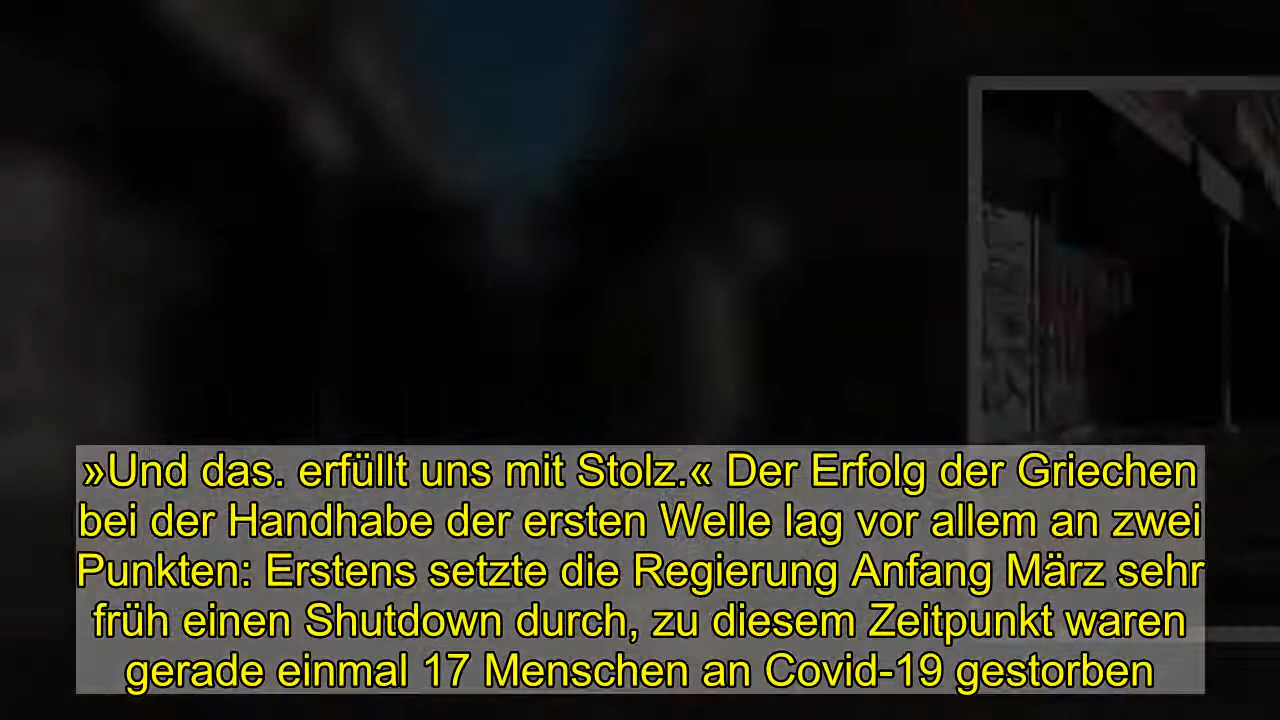 »Und das. erfüllt uns mit Stolz.« Der Erfolg der Griechen
bei der Handhabe der ersten Welle lag vor allem an zwei
Punkten: Erstens setzte die Regierung Anfang März sehr
früh einen Shutdown durch, zu diesem Zeitpunkt waren
gerade einmal 17 Menschen an Covid-19 gestorben